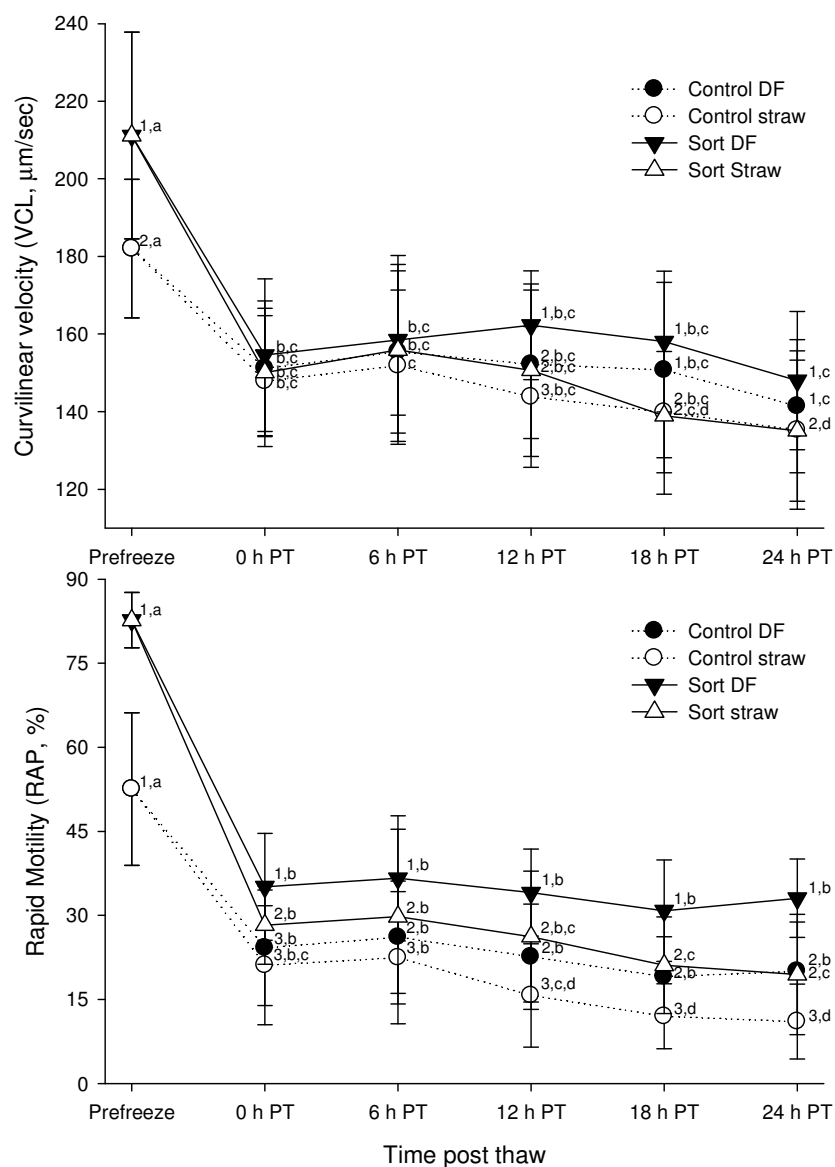 240
220
200
180
160
140
120
Curvilinear velocity (VCL, μm/sec)
Control DF
Control straw
Sort DF
Sort Straw
1,a
2,a
b,c
b,c
b,c
b,c
b,c
b,c
c
1,b,c
2,b,c
2,b,c
3,b,c
1,b,c
1,b,c
2,b,c
2,c,d
1,c
1,c
2,d
Prefreeze 0 h PT 6 h PT 12 h PT 18 h PT 24 h PT
90
75
60
45
30
15
0
Rapid Motility (RAP, %)
Control DF
Control straw
Sort DF
Sort straw
1,a
1,a
1,b
2,b
3,b
3,b,c
1,b
2,b
2,b
3,b
1,b
2,b,c
2,b
3,c,d
1,b
2,c
2,b
3,d
1,b
2,b
2,c
3,d
Prefreeze 0 h PT 6 h PT 12 h PT 18 h PT 24 h PT
Time post thaw